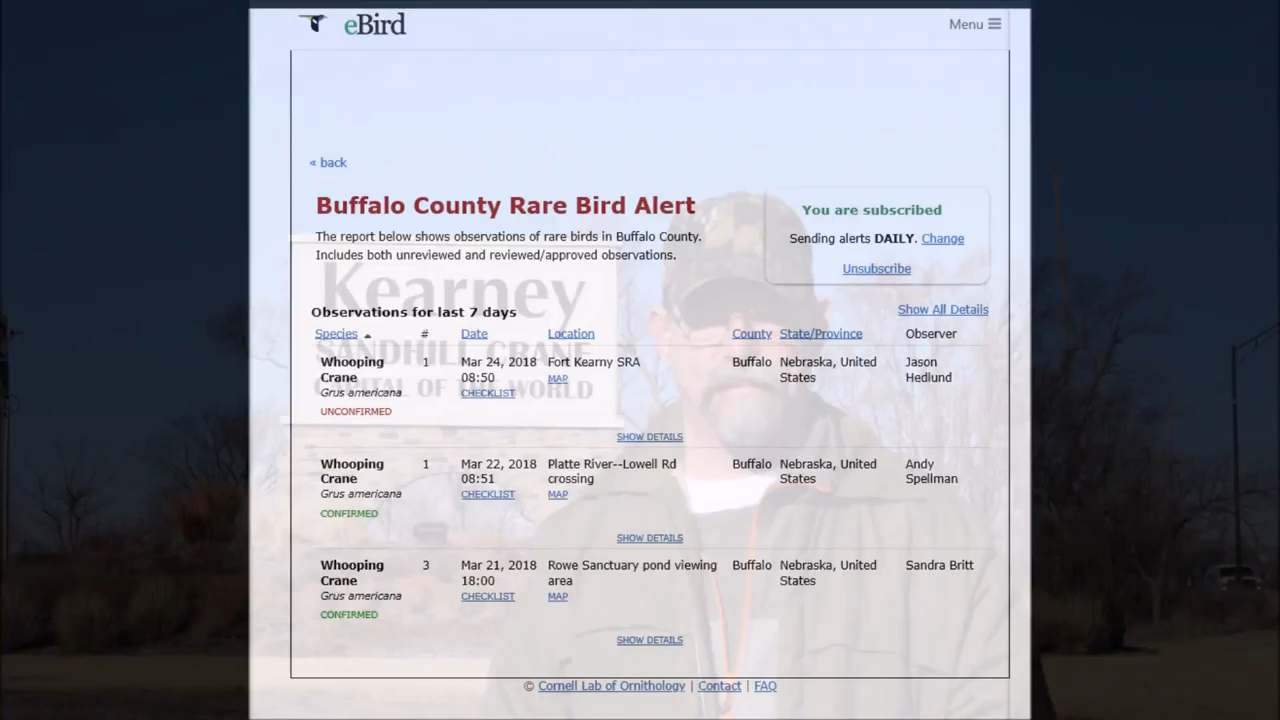 eBird
Menu
« back
Buffalo County Rare Bird Alert
The report below shows observations of rare birds in Buffalo County.
Includes both unreviewed and reviewed/approved observations.
You are subscribed
Sending alerts DAILY. Change
Unsubscribe
Kearney
SANDHILL CRANE
CAPITAL OF THE WORLD
Observations for last 7 days
Show All Details
Species # Date Location County State/Province Observer
Whooping 1 Mar 24, 2018 Fort Kearny SRA Buffalo Nebraska, United Jason
Crane 08:50 MAP States Hedlund
Grus americana CHECKLIST
UNCONFIRMED
SHOW DETAILS
Whooping 1 Mar 22, 2018 Platte River--Lowell Rd Buffalo Nebraska, United Andy
Crane 08:51 crossing States Spellman
Grus americana CHECKLIST MAP
CONFIRMED
SHOW DETAILS
Whooping 3 Mar 21, 2018 Rowe Sanctuary pond viewing Buffalo Nebraska, United Sandra Britt
Crane 18:00 area States
Grus americana CHECKLIST MAP
CONFIRMED
SHOW DETAILS
© Cornell Lab of Ornithology | Contact | FAQ